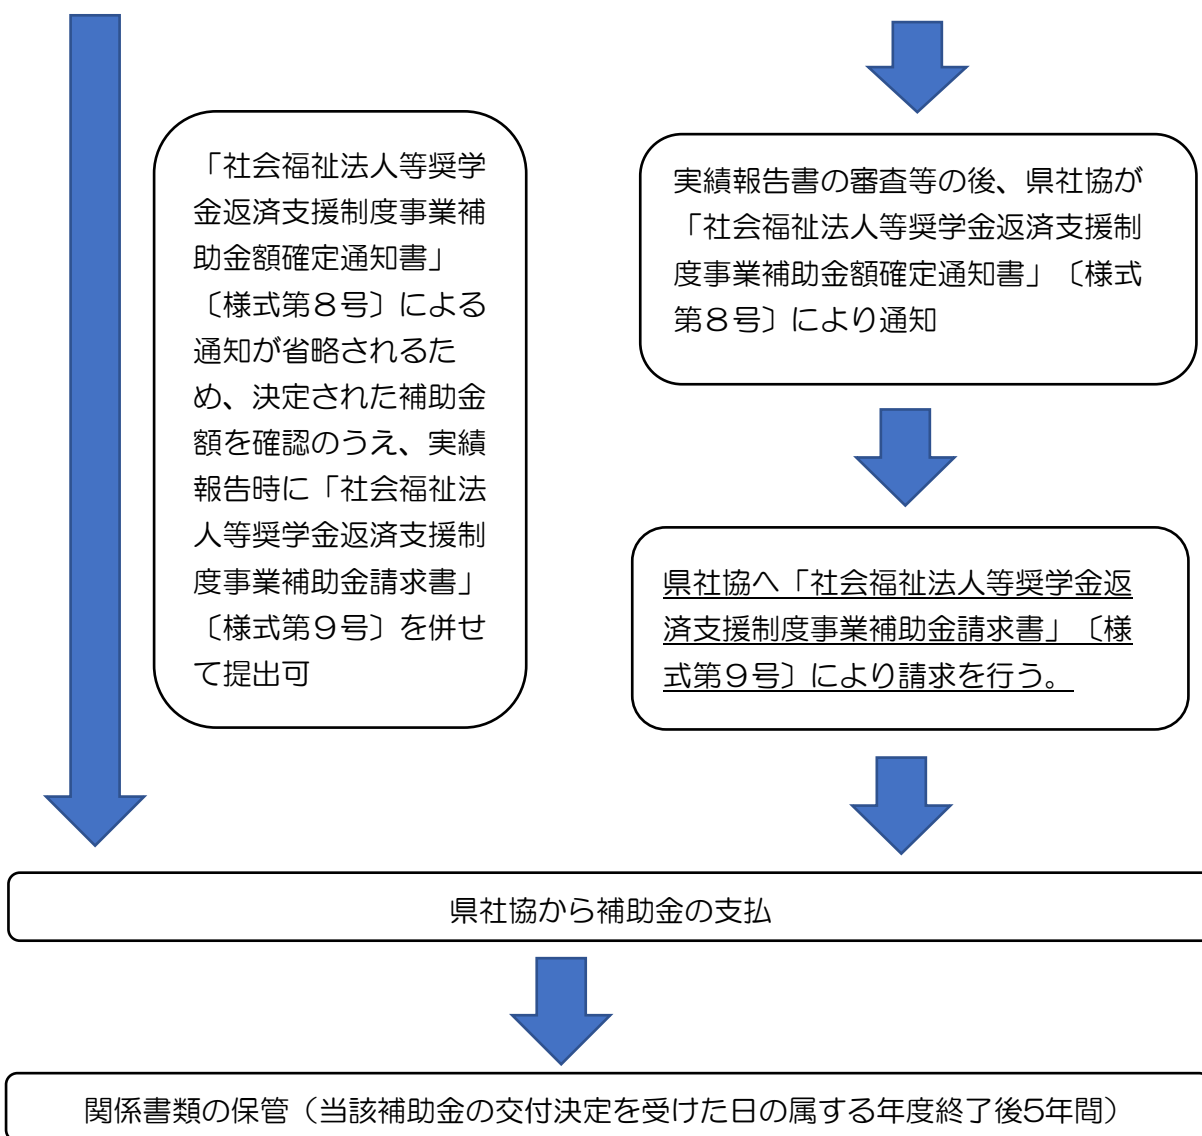 「社会福祉法人等奨学
金返済支援制度事業補
助金額確定通知書」
〔様式第８号〕による
通知が省略されるた
め、決定された補助金
額を確認のうえ、実績
報告時に「社会福祉法
人等奨学金返済支援制
度事業補助金請求書」
〔様式第９号〕を併せ
て提出可
実績報告書の審査等の後、県社協が
「社会福祉法人等奨学金返済支援制
度事業補助金額確定通知書」〔様式
第８号〕により通知
県社協へ「社会福祉法人等奨学金返
済支援制度事業補助金請求書」〔様
式第９号〕により請求を行う。
県社協から補助金の支払
関係書類の保管（当該補助金の交付決定を受けた日の属する年度終了後5年間）